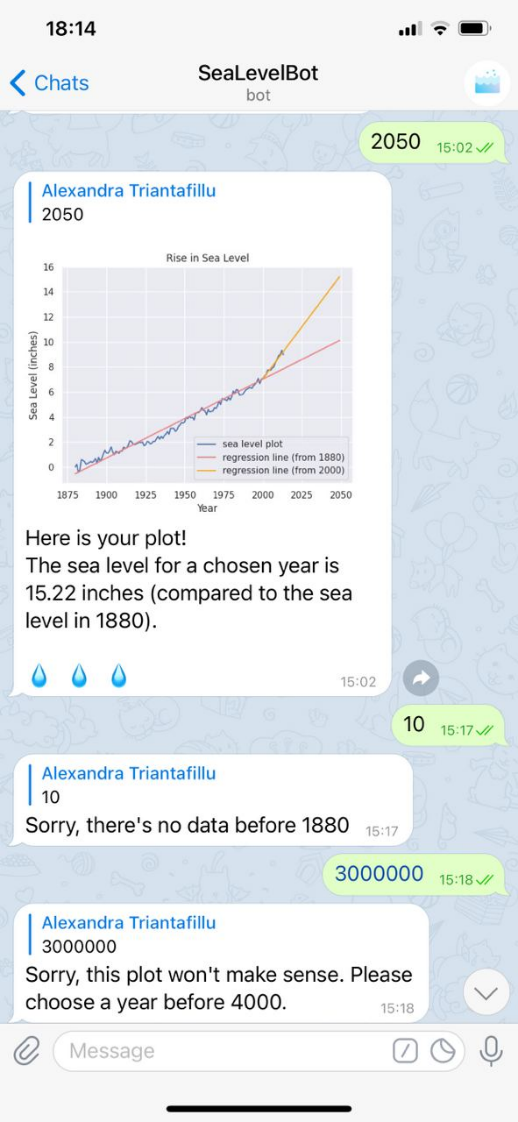 18:14
Chats
SeaLevelBot
bot
2050 15:02
Alexandra Triantafillu
2050
Rise in Sea Level
16
14
12
10
8
6
4
2
0
Sea Level (inches)
sea level plot
regression line (from 1880)
regression line (from 2000)
1875 1900 1925 1950 1975 2000 2025 2050
Year
Here is your plot!
The sea level for a chosen year is
15.22 inches (compared to the sea
level in 1880).
15:02
10 15:17
Alexandra Triantafillu
10
Sorry, there's no data before 1880 15:17
3000000 15:18
Alexandra Triantafillu
3000000
Sorry, this plot won't make sense. Please
choose a year before 4000. 15:18
Message